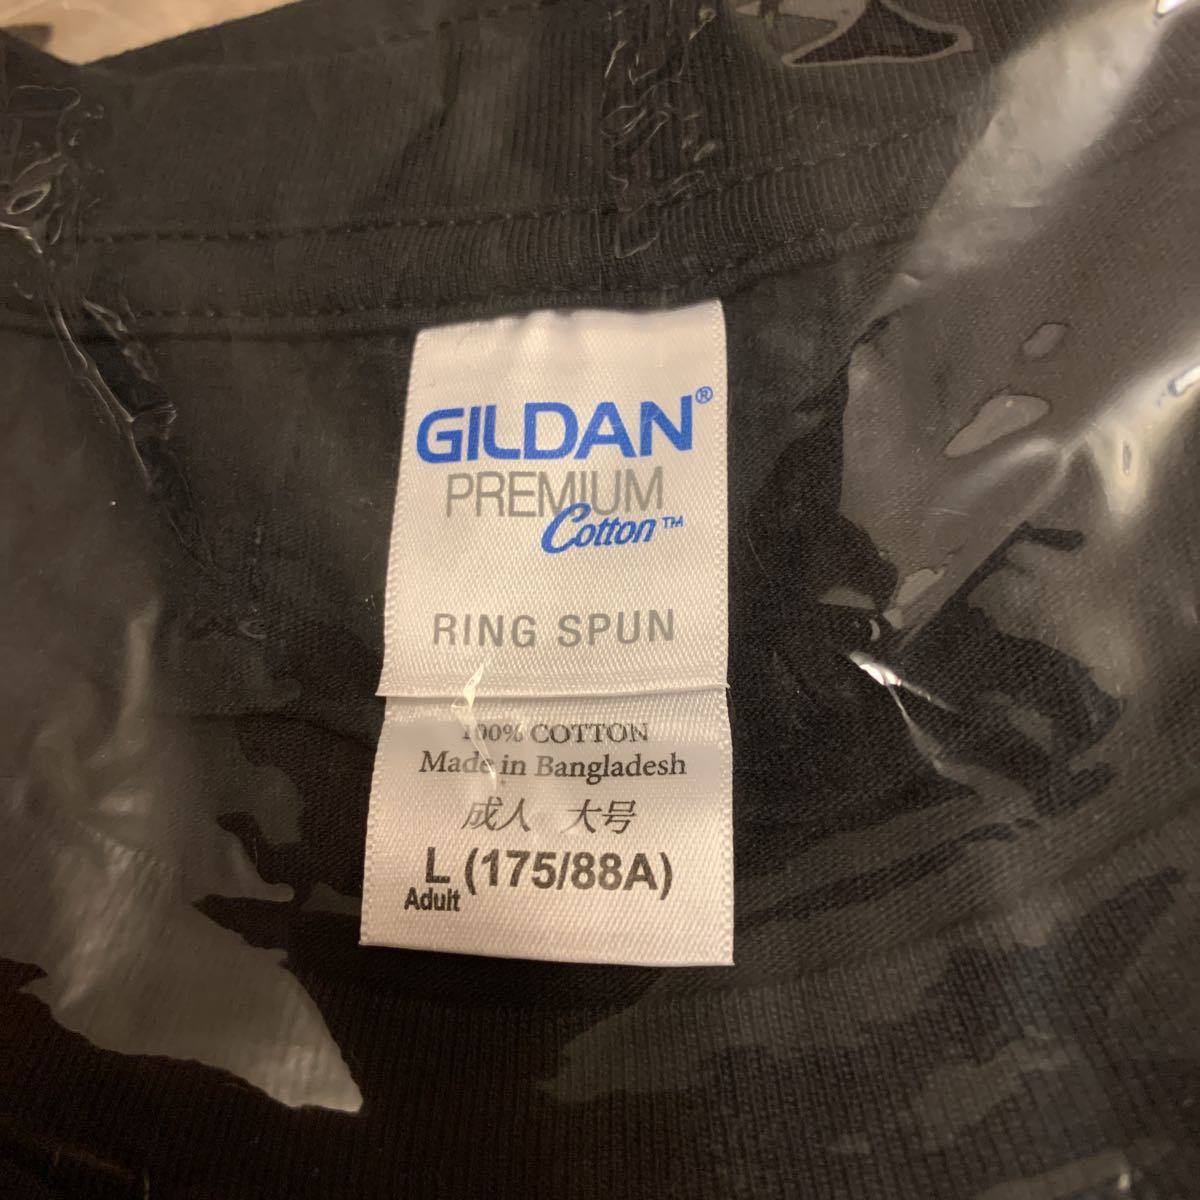 GILDAN®
PREMIUM
Cotton™
RING SPUN
100% COTTON
Made in Bangladesh
成人 大号
L (175/88A)
Adult